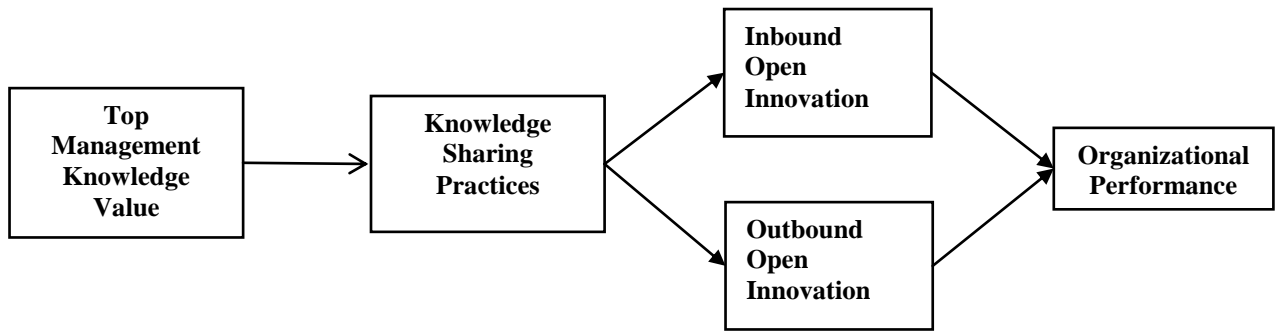 Top
Management
Knowledge
Value
Knowledge
Sharing
Practices
Inbound
Open
Innovation
Outbound
Open
Innovation
Organizational
Performance